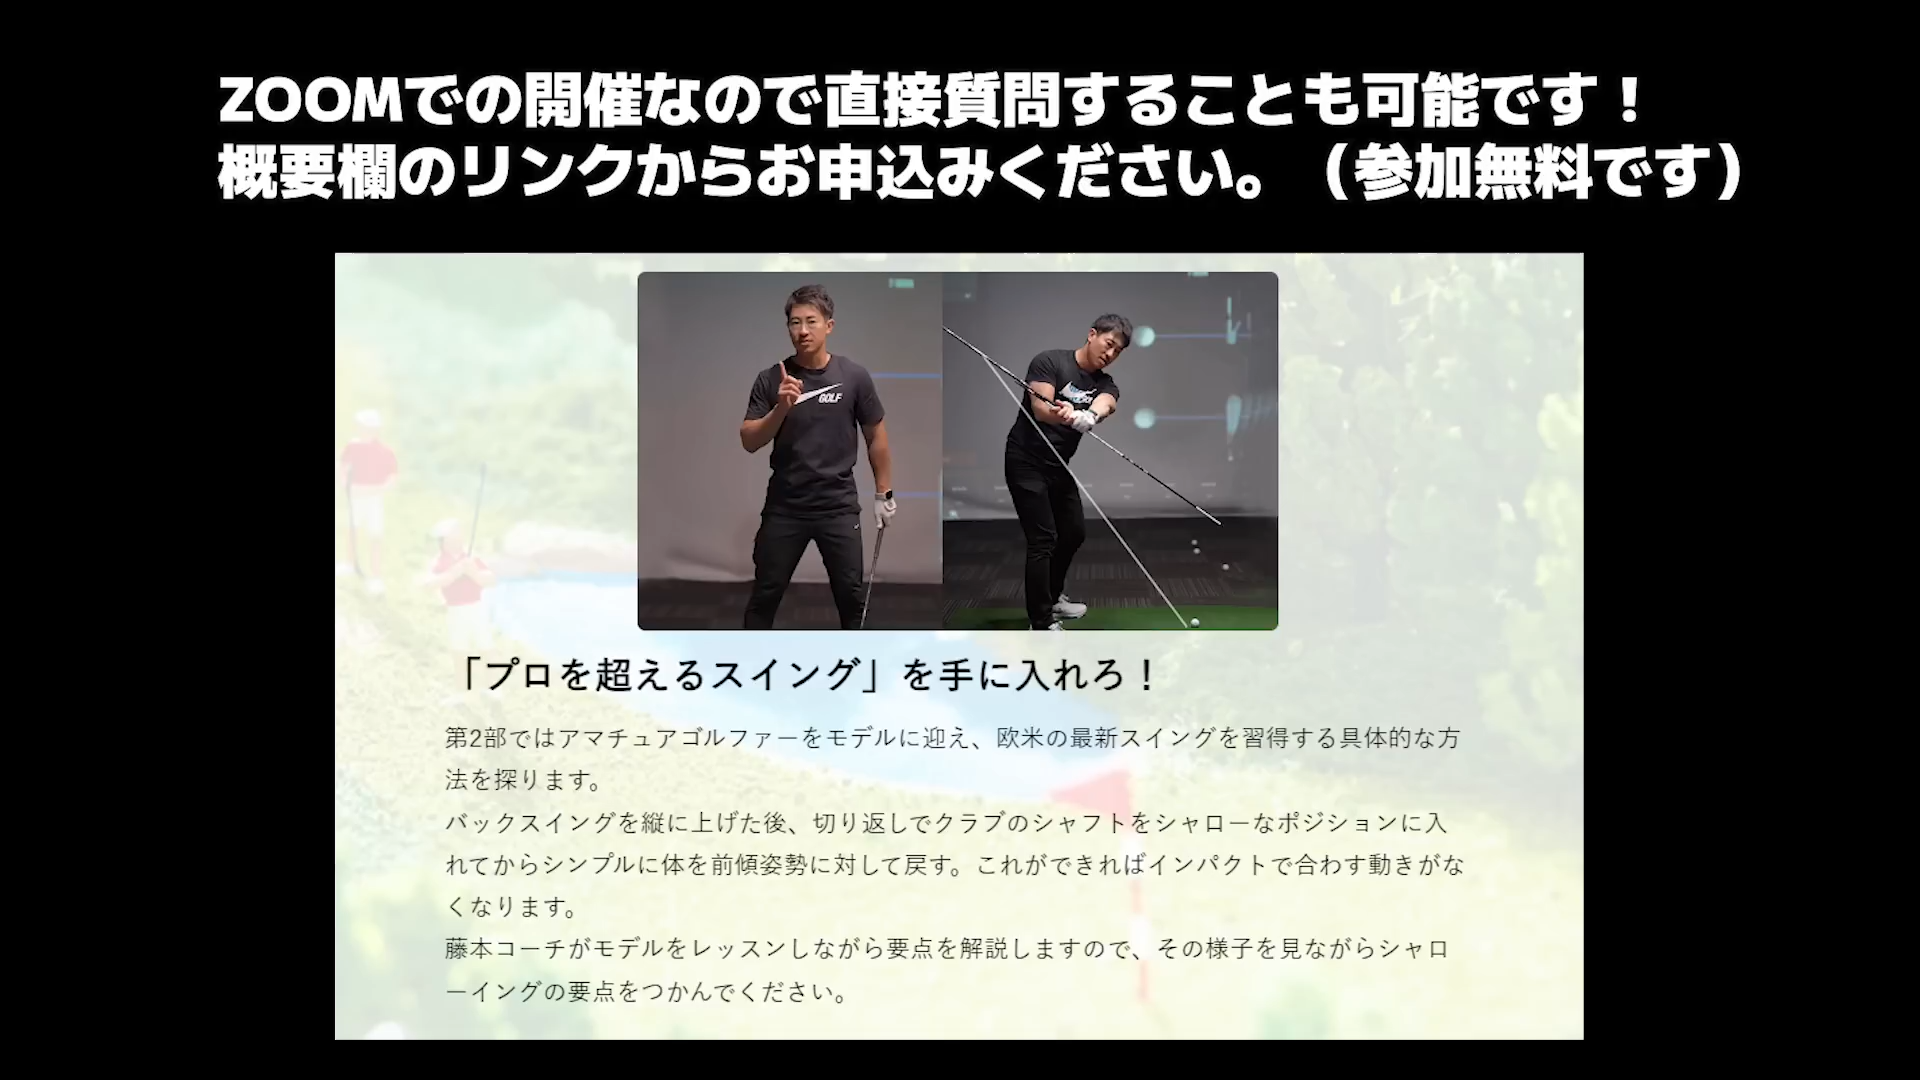 ZOOMでの開催なので直接質問することも可能です！
概要欄のリンクからお申込みください。（参加無料です）
GOLF
「プロを超えるスイング」を手に入れろ！
第2部ではアマチュアゴルファーをモデルに迎え、欧米の最新スイングを習得する具体的な方
法を探ります。
バックスイングを縦に上げた後、切り返しでクラブのシャフトをシャローなポジションに入
れてからシンプルに体を前傾姿勢に対して戻す。これができればインパクトで合わす動きがな
くなります。
藤本コーチがモデルをレッスンしながら要点を解説しますので、その様子を見ながらシャロ
ーイングの要点をつかんでください。